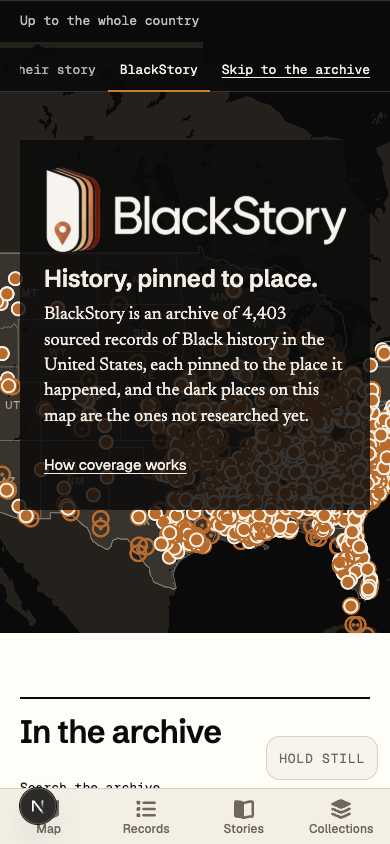 Up to the whole country
heir story
BlackStory
Skip to the archive
BlackStory
History, pinned to place.
BlackStory is an archive of 4,403
sourced records of Black history in the
United States, each pinned to the place it
happened, and the dark places on this
map are the ones not researched yet.
UT
How coverage works
In the archive
HOLD STILL
Search the archive
N
Map
Records
Stories
Collections